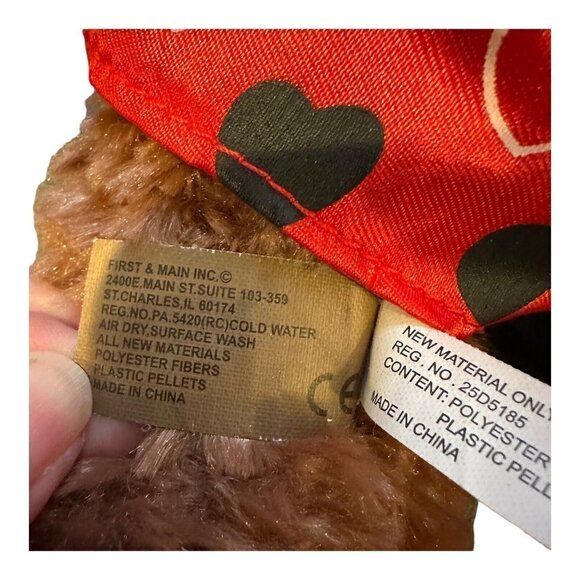 FIRST & MAIN INC.©
2400E.MAIN ST.SUITE 103-359
ST.CHARLES,IL 60174
REG.NO.PA.5420(RC)COLD WATER
AIR DRY,SURFACE WASH
ALL NEW MATERIALS
POLYESTER FIBERS
PLASTIC PELLETS
MADE IN CHINA
CE
NEW MATERIAL ONLY
REG. NO. 25D5185
CONTENT: POLYESTER
PLASTIC PELLE
MADE IN CHINA